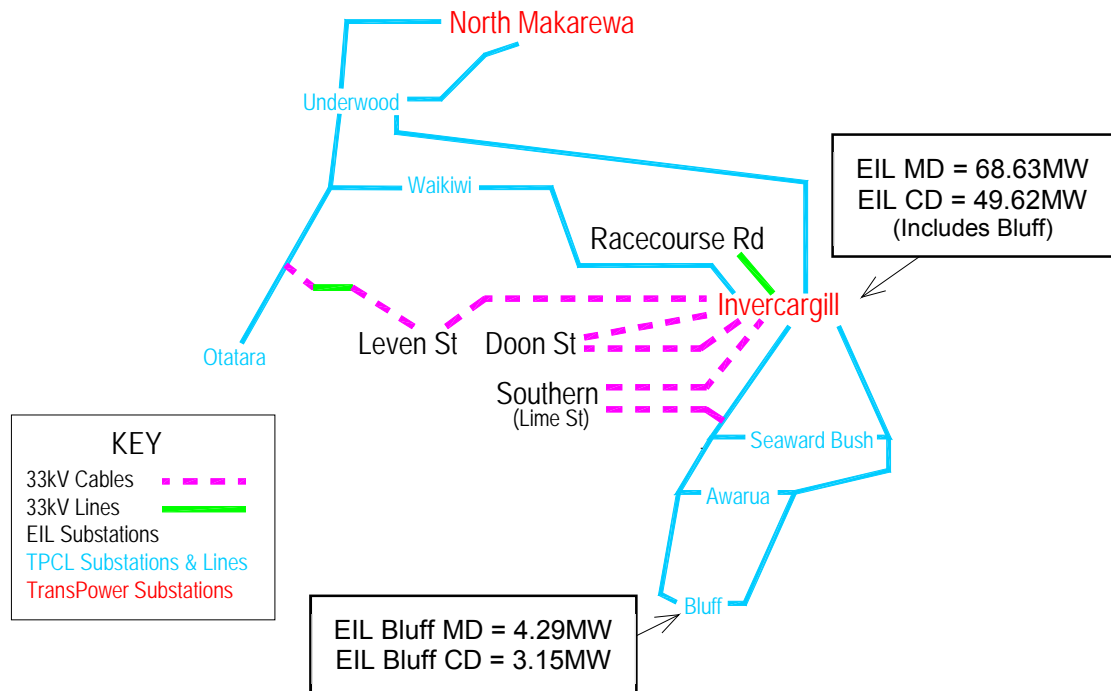 North Makarewa
Underwood
Waikiwi
EIL MD = 68.63MW
EIL CD = 49.62MW
(Includes Bluff)
Racecourse Rd
Invercargill
Leven St
Doon St
Otatara
Southern
(Lime St)
Seaward Bush
Awarua
Bluff
KEY
33kV Cables
33kV Lines
EIL Substations
TPCL Substations & Lines
TransPower Substations
EIL Bluff MD = 4.29MW
EIL Bluff CD = 3.15MW